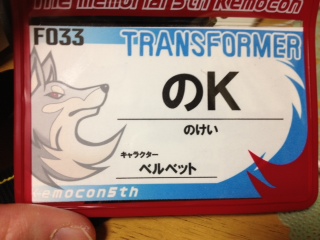 The Memorial 5th Kemocon
F033 TRANSFORMER
のK
のけい
キャラクター
ベルベット
emocon5th